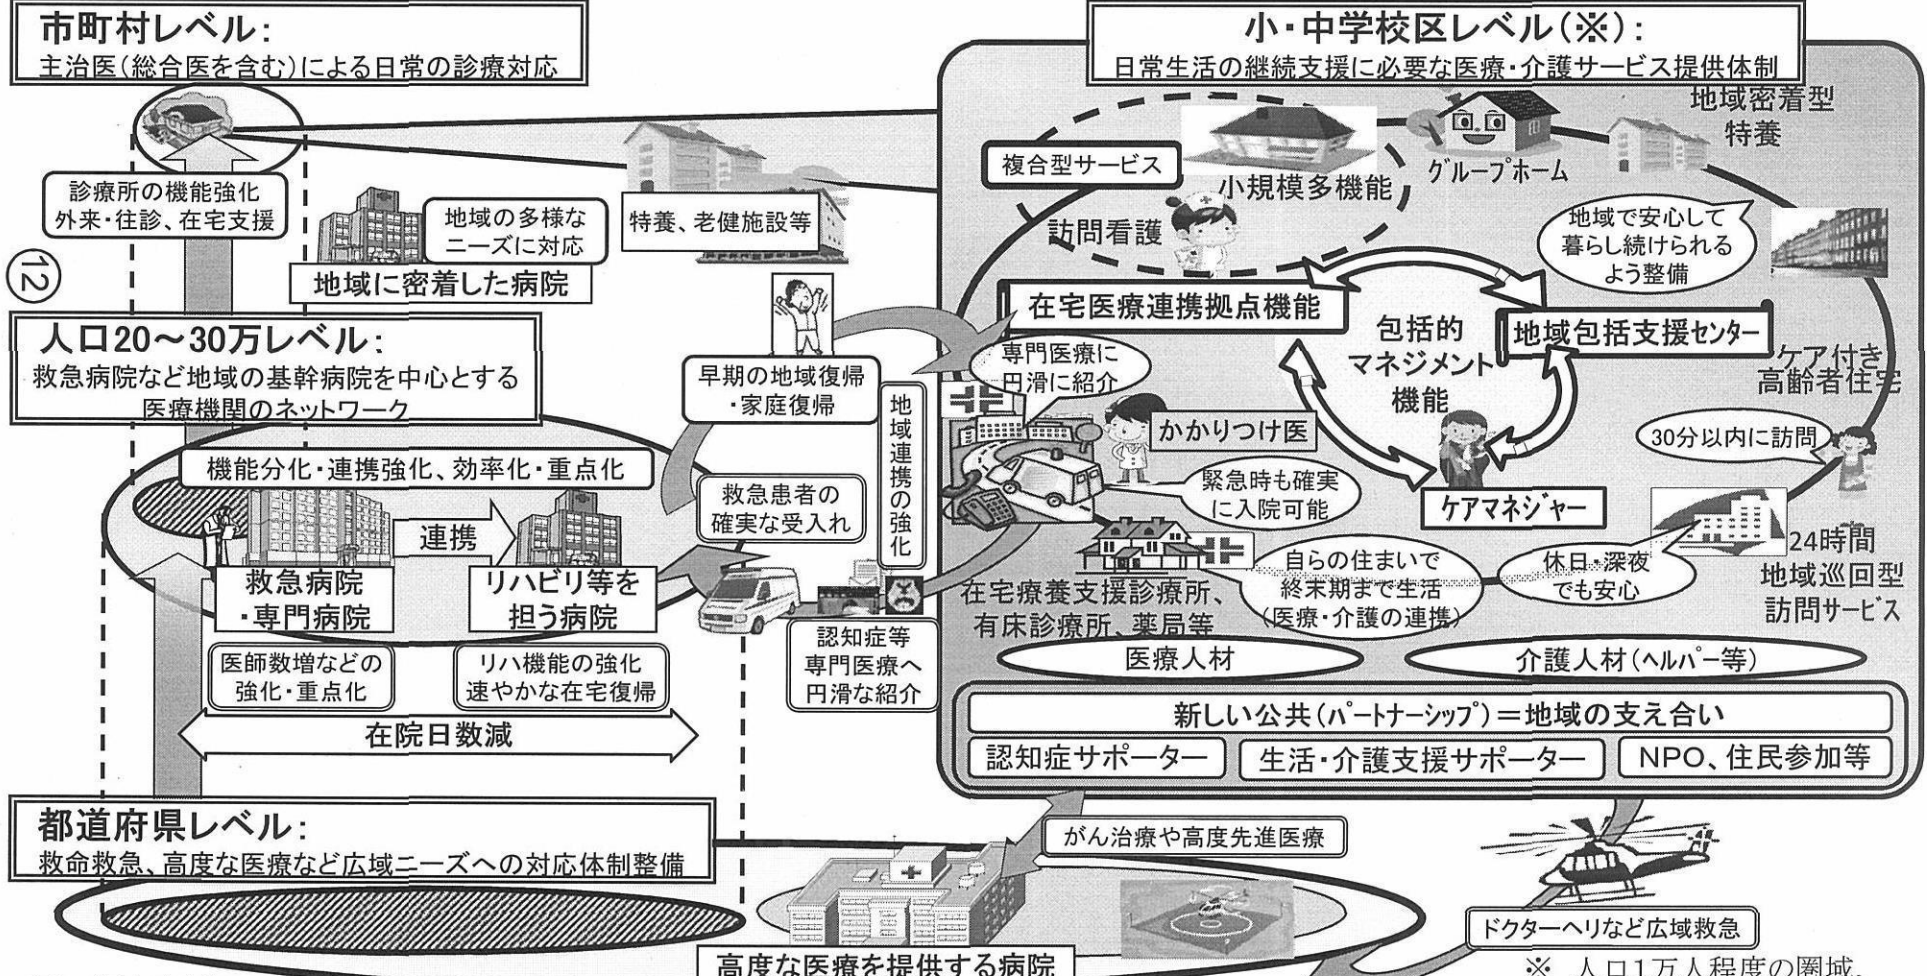 市町村レベル：
主治医（総合医を含む）による日常の診療対応
診療所の機能強化
外来・往診、在宅支援
地域の多様な
ニーズに対応
地域に密着した病院
特養、老健施設等
⑫
人口20～30万レベル：
救急病院など地域の基幹病院を中心とする
医療機関のネットワーク
機能分化・連携強化、効率化・重点化
連携
救急病院
・専門病院
リハビリ等を
担う病院
医師数増などの
強化・重点化
リハ機能の強化
速やかな在宅復帰
在院日数減
早期の地域復帰
・家庭復帰
救急患者の
確実な受入れ
地域連携の強化
認知症等
専門医療へ
円滑な紹介
小・中学校区レベル（※）：
日常生活の継続支援に必要な医療・介護サービス提供体制
地域密着型
特養
複合型サービス
小規模多機能
グループホーム
訪問看護
地域で安心して
暮らし続けられる
よう整備
在宅医療連携拠点機能
包括的
マネジメント
機能
地域包括支援センター
ケア付き
高齢者住宅
専門医療に
円滑に紹介
かかりつけ医
30分以内に訪問
緊急時も確実
に入院可能
ケアマネジャー
在宅療養支援診療所、
有床診療所、薬局等
自らの住まいで
終末期まで生活
（医療・介護の連携）
休日・深夜
でも安心
24時間
地域巡回型
訪問サービス
医療人材
介護人材（ヘルパー等）
新しい公共（パートナーシップ）＝地域の支え合い
認知症サポーター
生活・介護支援サポーター
NPO、住民参加等
都道府県レベル：
救命救急、高度な医療など広域ニーズへの対応体制整備
がん治療や高度先進医療
高度な医療を提供する病院
ドクターヘリなど広域救急
※　人口1万人程度の圏域。